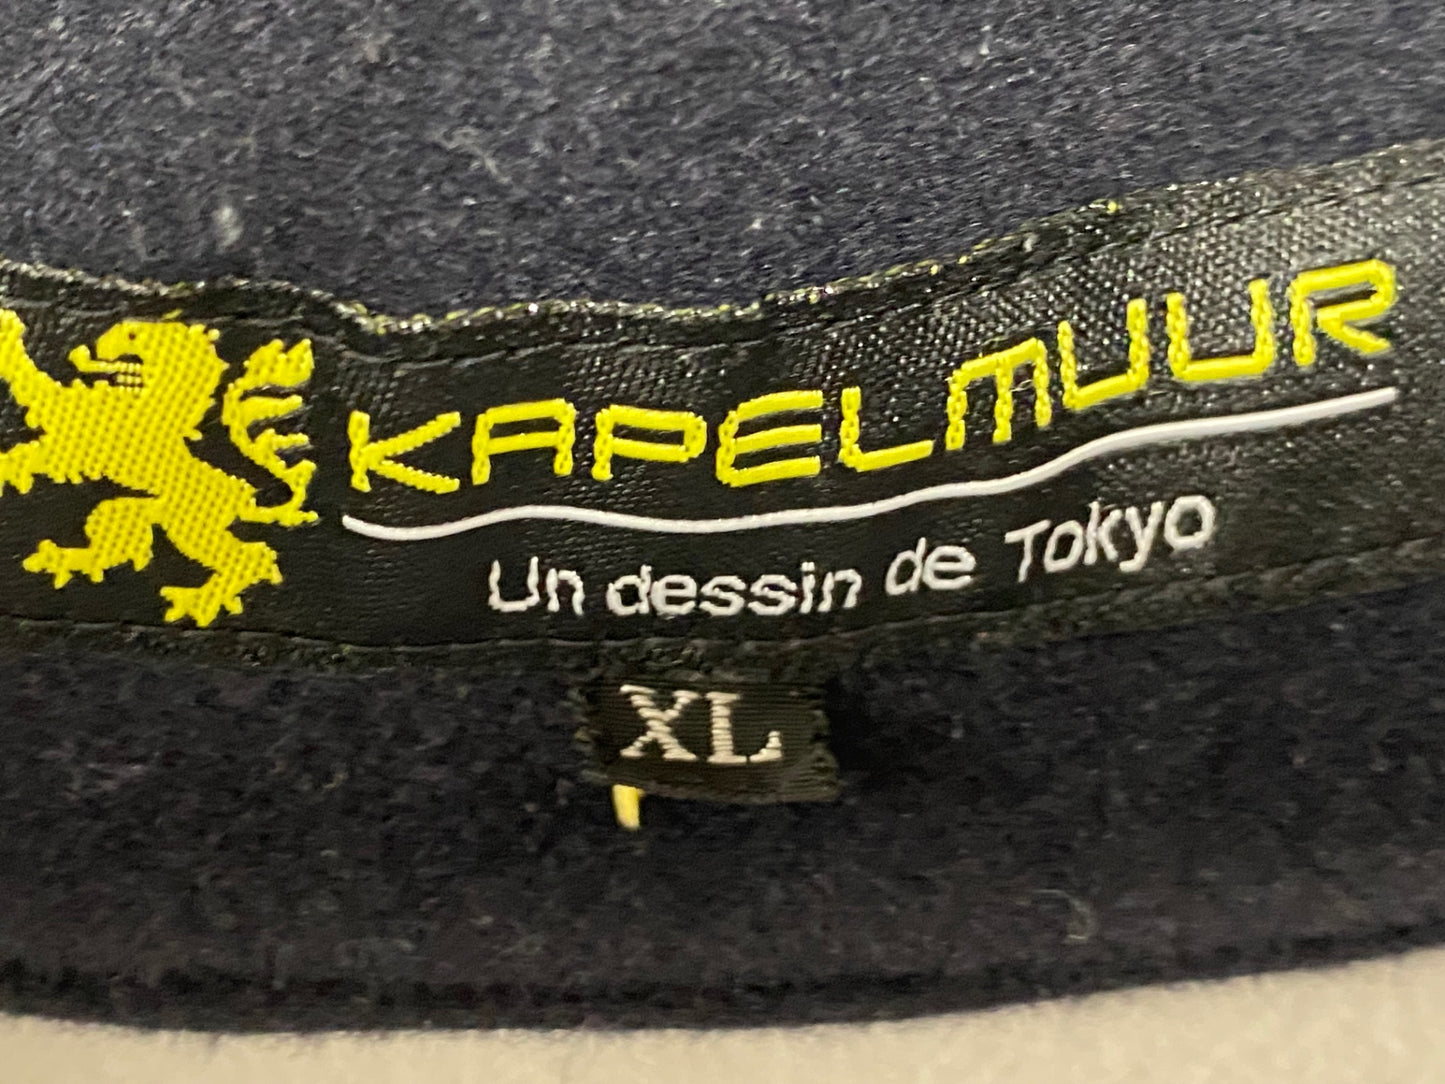 KAPELMUUR
Un dessin de Tokyo
XL